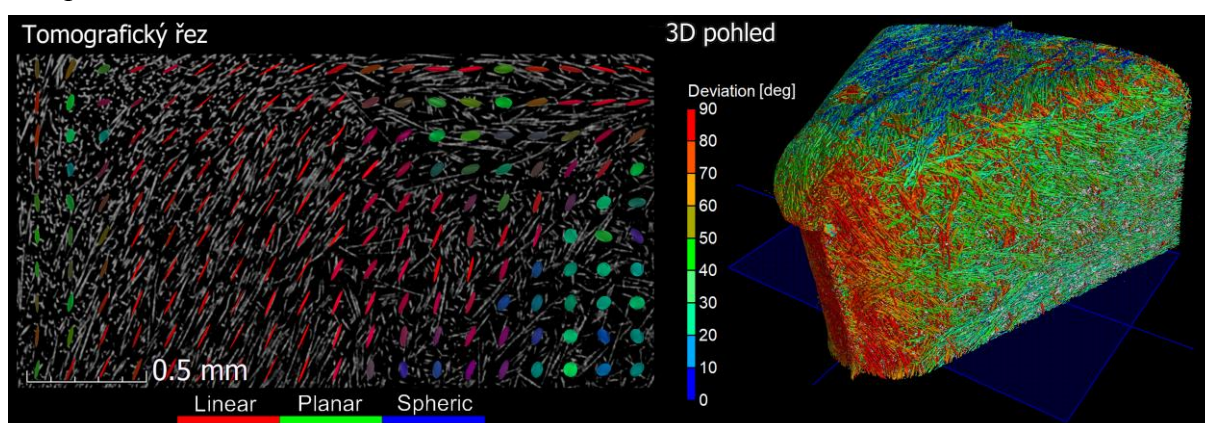 Tomografický řez
0.5 mm
Linear Planar Spheric
3D pohled
Deviation [deg]
90
80
70
60
50
40
30
20
10
0